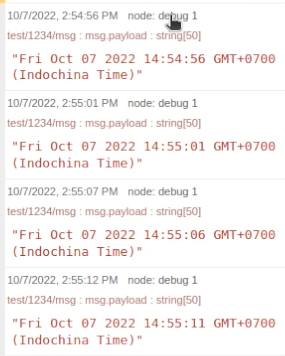 10/7/2022, 2:54:56 PM node: debug 1
test/1234/msg : msg.payload : string[50]
"Fri Oct 07 2022 14:54:56 GMT+0700
(Indochina Time)"
10/7/2022, 2:55:01 PM node: debug 1
test/1234/msg : msg.payload : string[50]
"Fri Oct 07 2022 14:55:01 GMT+0700
(Indochina Time)"
10/7/2022, 2:55:07 PM node: debug 1
test/1234/msg : msg.payload : string[50]
"Fri Oct 07 2022 14:55:06 GMT+0700
(Indochina Time)"
10/7/2022, 2:55:12 PM node: debug 1
test/1234/msg : msg.payload : string[50]
"Fri Oct 07 2022 14:55:11 GMT+0700
(Indochina Time)"